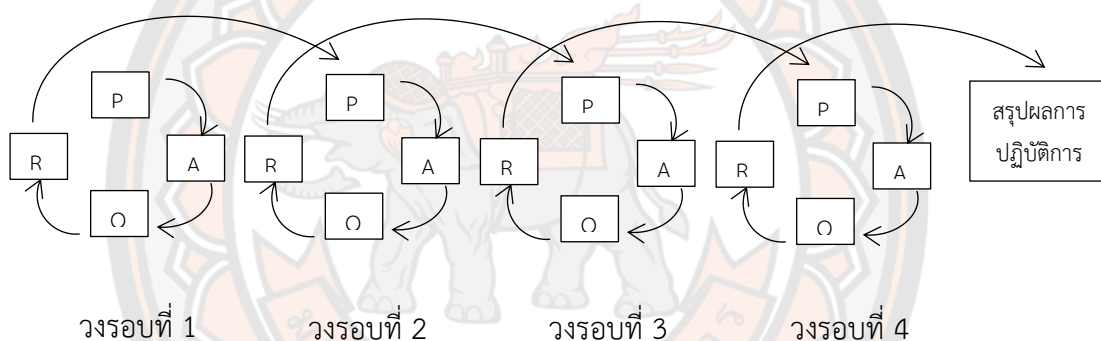 P
A
R
O
P
A
R
O
P
A
R
O
P
A
R
O
สรุปผลการ
ปฏิบัติการ
วงรอบที่ 1
วงรอบที่ 2
วงรอบที่ 3
วงรอบที่ 4